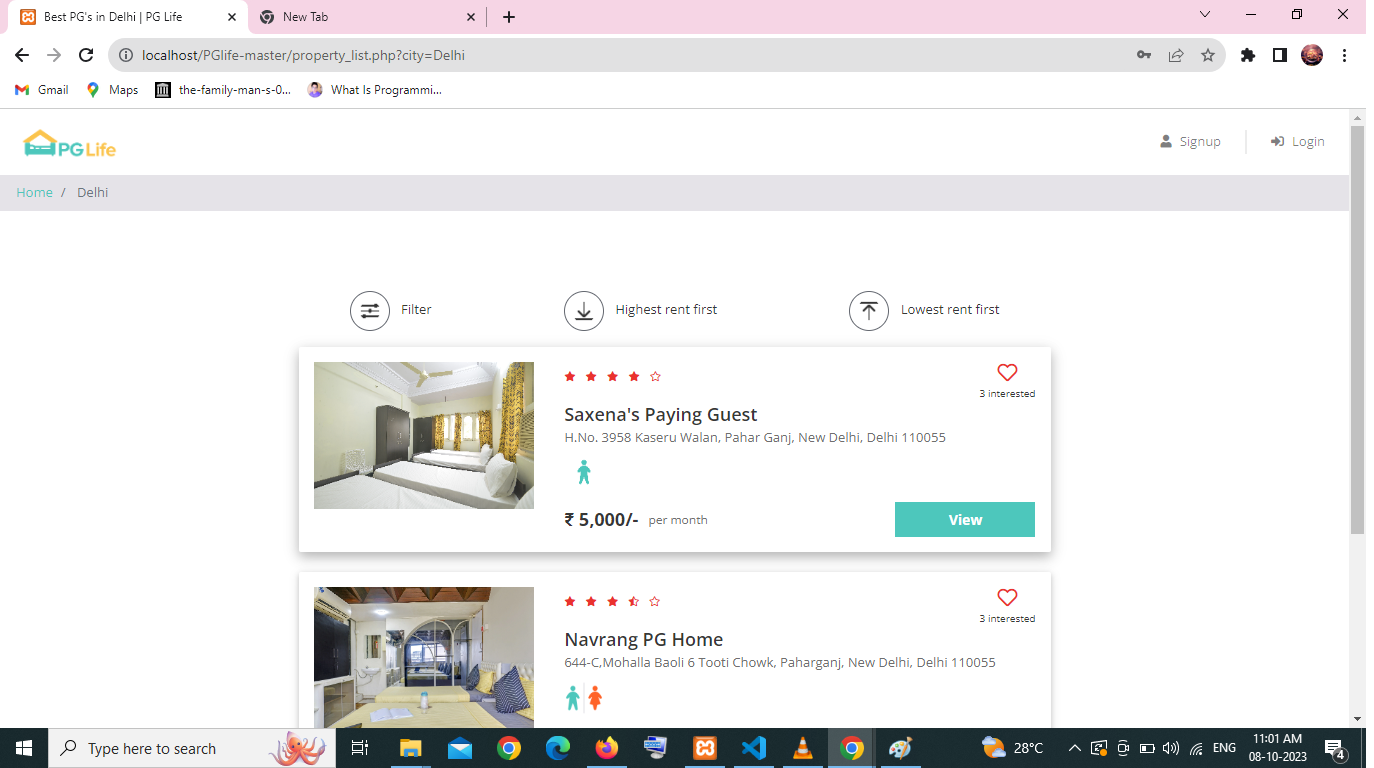 Best PG's in Delhi | PG Life
New Tab
localhost/PGlife-master/property_list.php?city=Delhi
Gmail
Maps
the-family-man-s-0...
What Is Programmi...
PG Life
Signup
Login
Home / Delhi
Filter
Highest rent first
Lowest rent first
3 interested
Saxena's Paying Guest
H.No. 3958 Kaseru Walan, Pahar Ganj, New Delhi, Delhi 110055
₹ 5,000/- per month
View
3 interested
Navrang PG Home
644-C,Mohalla Baoli 6 Tooti Chowk, Paharganj, New Delhi, Delhi 110055
Type here to search
28°C
ENG
11:01 AM
08-10-2023
4